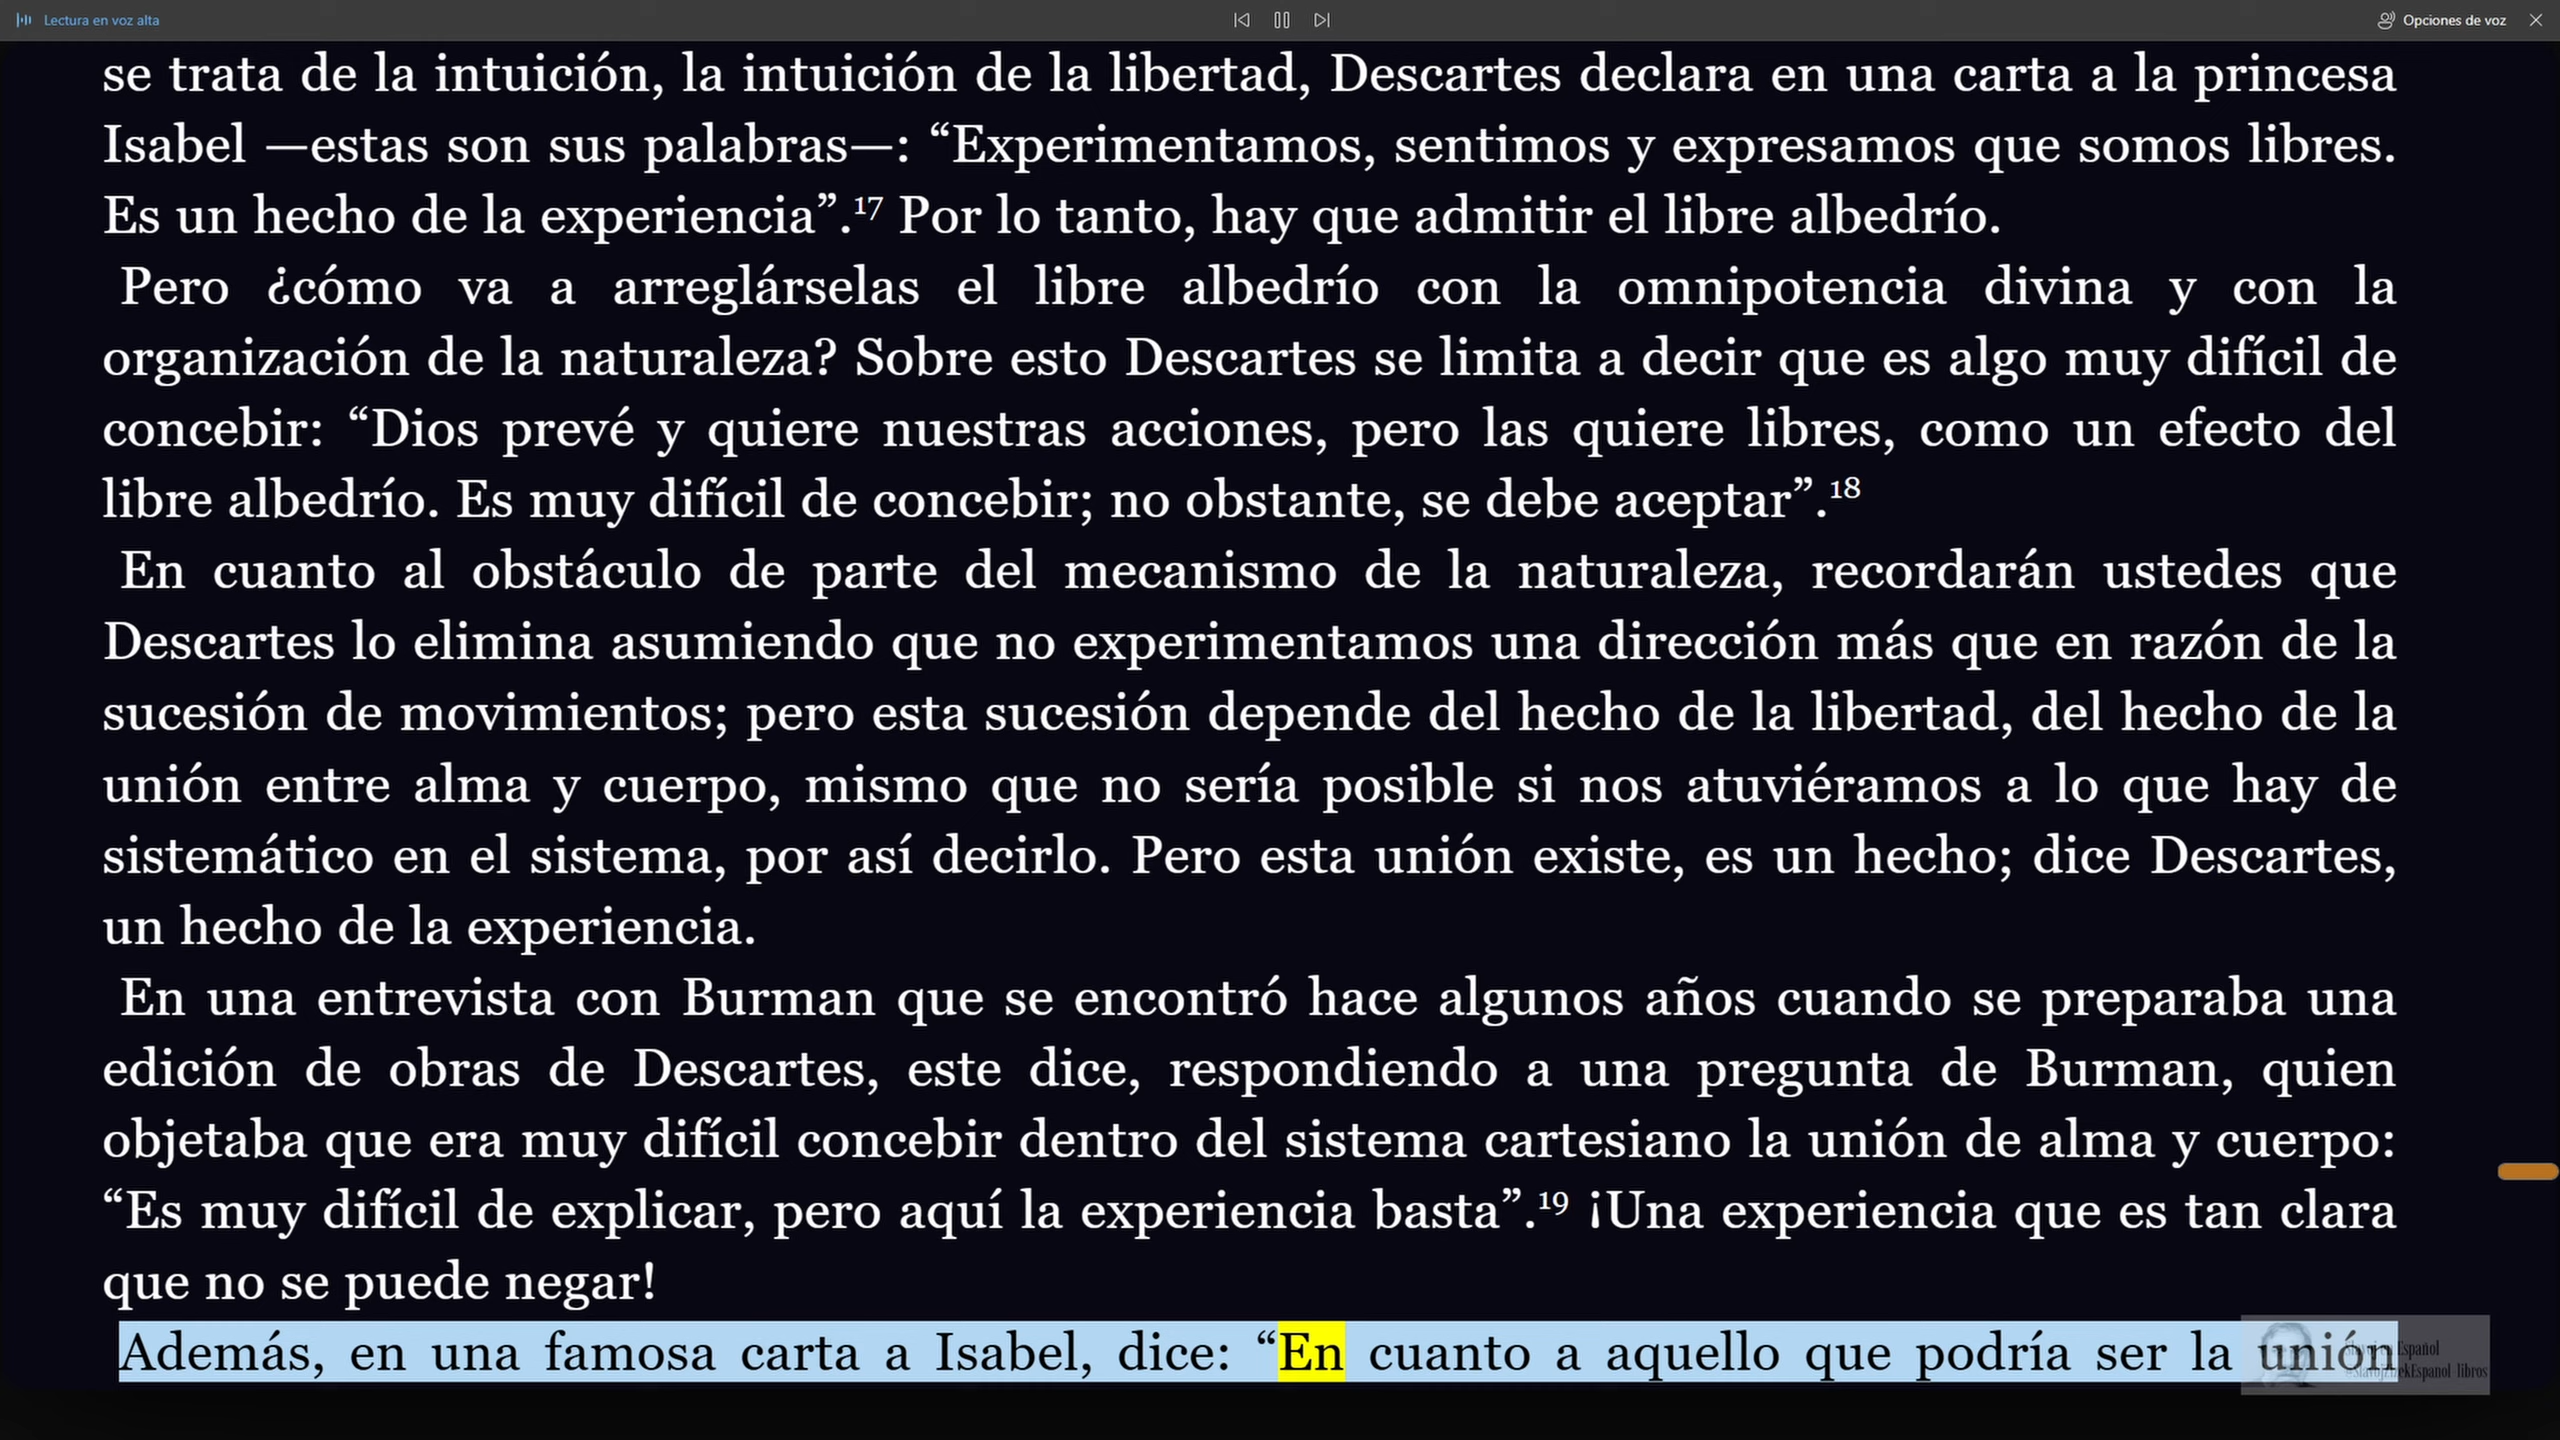 Lectura en voz alta
Opciones de voz
se trata de la intuición, la intuición de la libertad, Descartes declara en una carta a la princesa
Isabel —estas son sus palabras—: “Experimentamos, sentimos y expresamos que somos libres.
Es un hecho de la experiencia”.17 Por lo tanto, hay que admitir el libre albedrío.
Pero ¿cómo va a arreglárselas el libre albedrío con la omnipotencia divina y con la
organización de la naturaleza? Sobre esto Descartes se limita a decir que es algo muy difícil de
concebir: “Dios prevé y quiere nuestras acciones, pero las quiere libres, como un efecto del
libre albedrío. Es muy difícil de concebir; no obstante, se debe aceptar”.18
En cuanto al obstáculo de parte del mecanismo de la naturaleza, recordarán ustedes que
Descartes lo elimina asumiendo que no experimentamos una dirección más que en razón de la
sucesión de movimientos; pero esta sucesión depende del hecho de la libertad, del hecho de la
unión entre alma y cuerpo, mismo que no sería posible si nos atuviéramos a lo que hay de
sistemático en el sistema, por así decirlo. Pero esta unión existe, es un hecho; dice Descartes,
un hecho de la experiencia.
En una entrevista con Burman que se encontró hace algunos años cuando se preparaba una
edición de obras de Descartes, este dice, respondiendo a una pregunta de Burman, quien
objetaba que era muy difícil concebir dentro del sistema cartesiano la unión de alma y cuerpo:
“Es muy difícil de explicar, pero aquí la experiencia basta”.19 ¡Una experiencia que es tan clara
que no se puede negar!
Además, en una famosa carta a Isabel, dice: “En cuanto a aquello que podría ser la unión
Español
libros